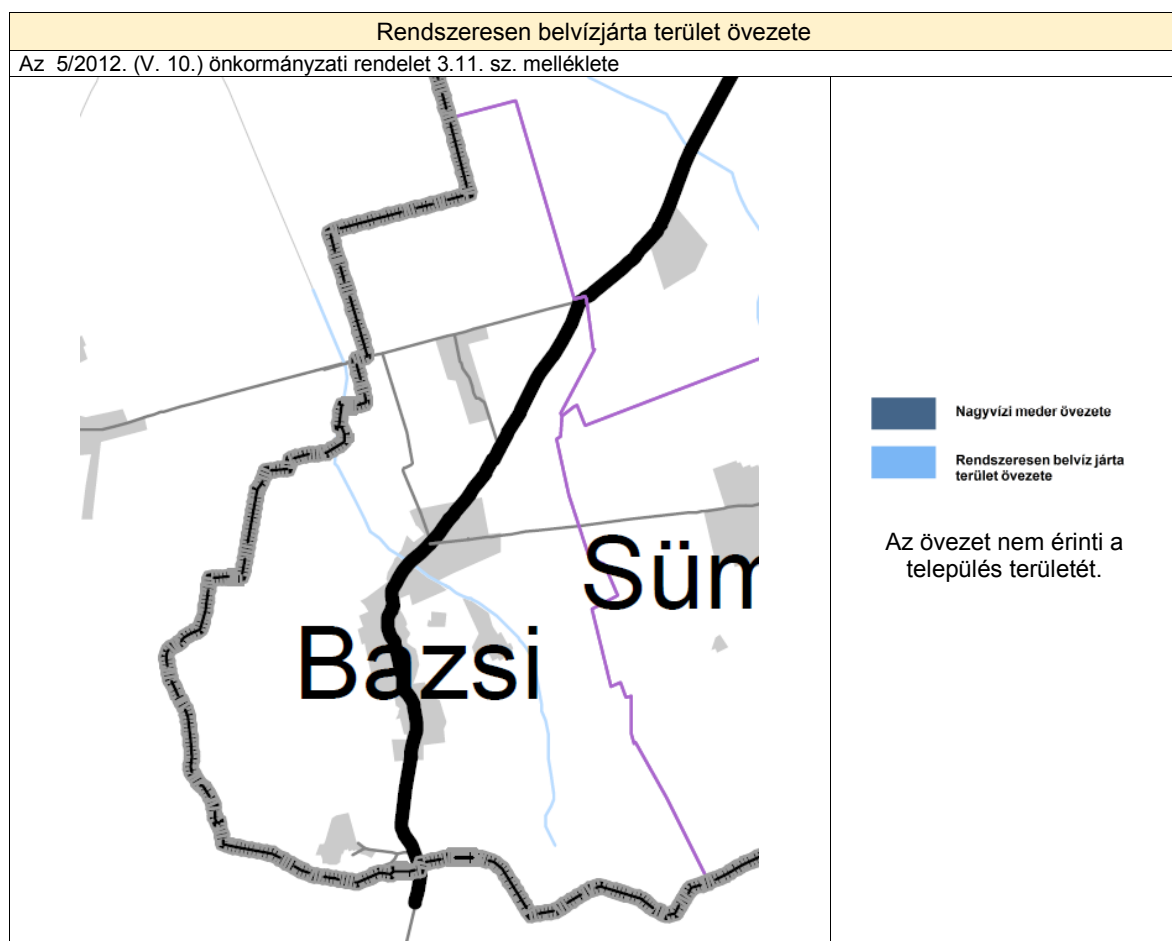 Rendszeresen belvízjárta terület övezete
Az 5/2012. (V. 10.) önkormányzati rendelet 3.11. sz. melléklete
Süm
Bazsi
Nagyvízi meder övezete
Rendszeresen belvíz járta
terület övezete
Az övezet nem érinti a
település területét.